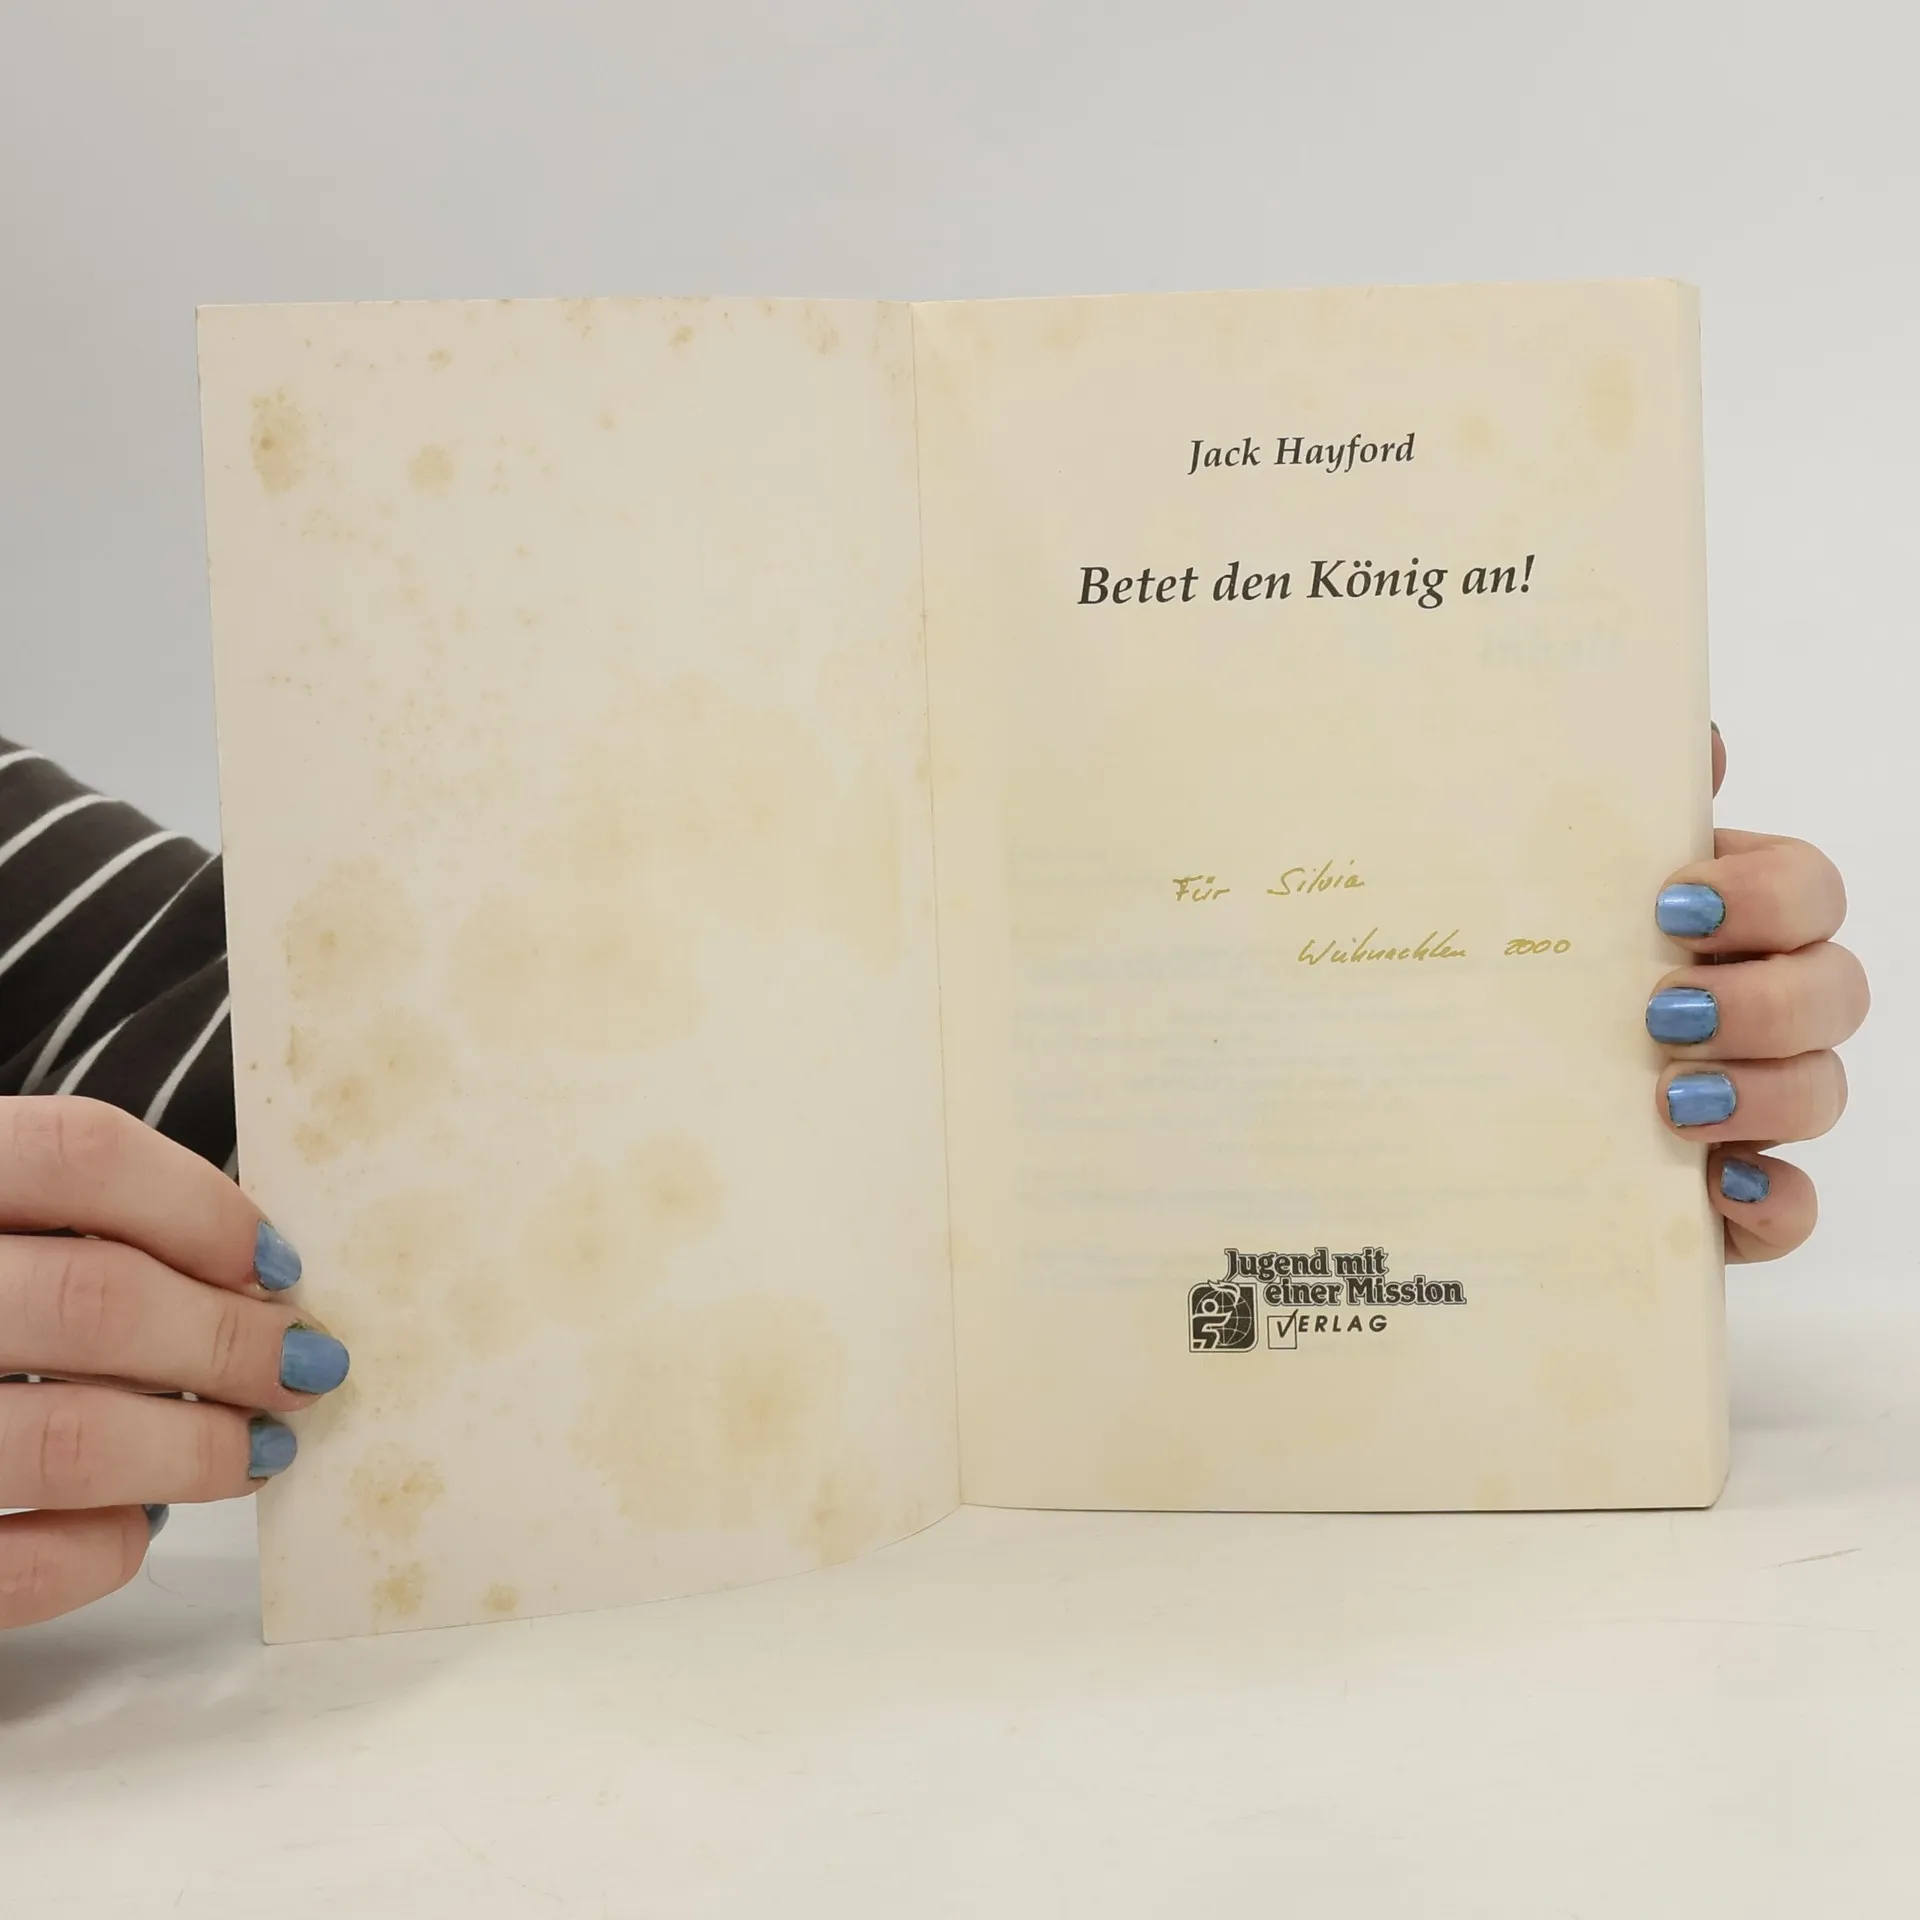 Jack Hayford
Betet den König an!
Für Silvia
Weihnachten 2000
Jugend mit
einer Mission
VERLAG